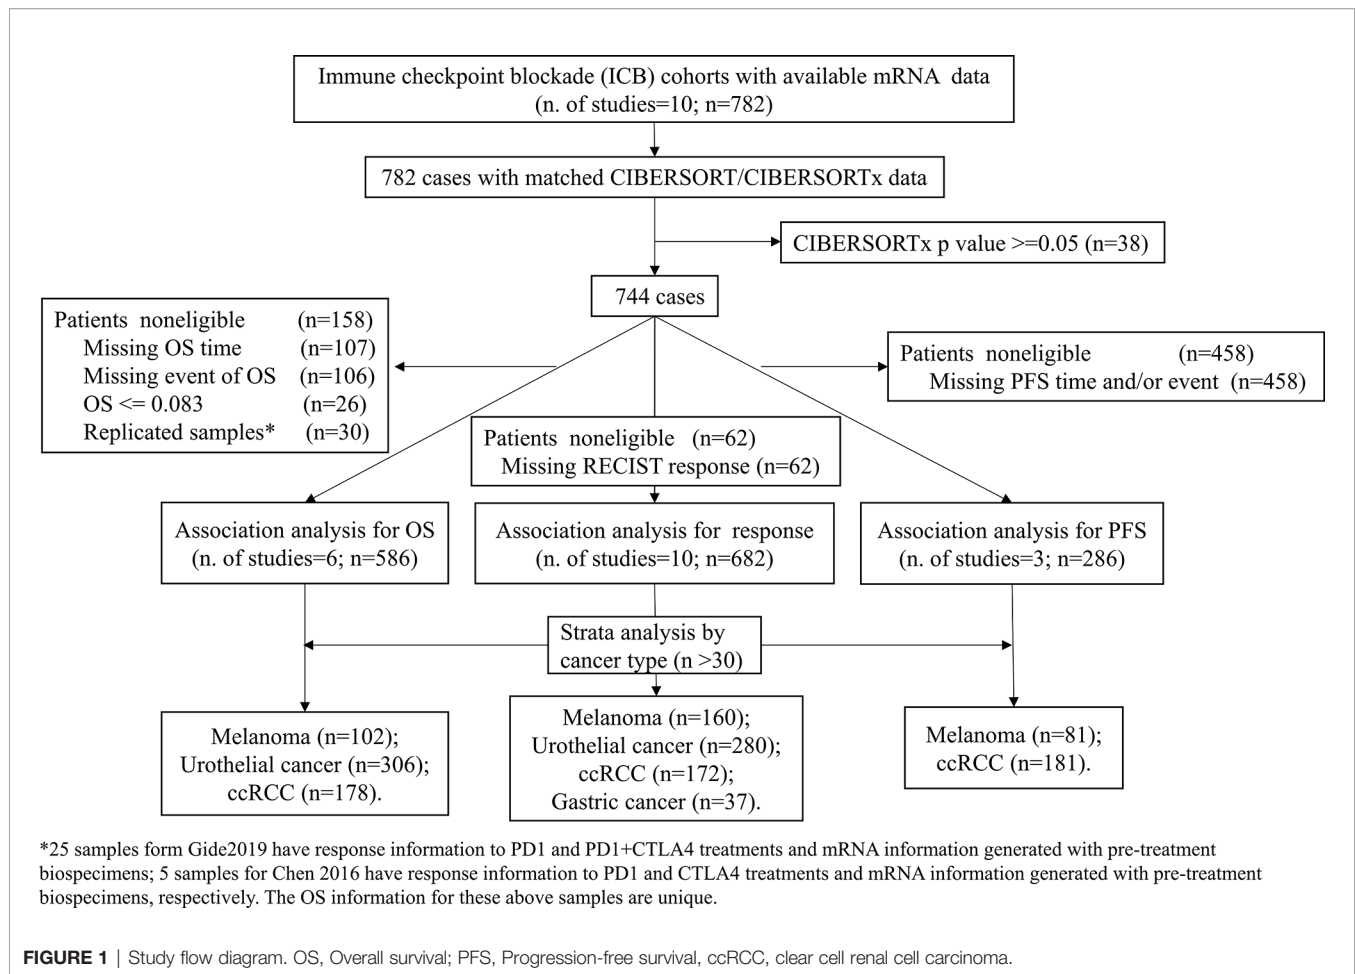 Immune checkpoint blockade (ICB) cohorts with available mRNA data
(n. of studies=10; n=782)
782 cases with matched CIBERSORT/CIBERSORTx data
CIBERSORTx p value >=0.05 (n=38)
744 cases
Patients noneligible (n=158)
Missing OS time (n=107)
Missing event of OS (n=106)
OS <= 0.083 (n=26)
Replicated samples* (n=30)
Patients noneligible (n=458)
Missing PFS time and/or event (n=458)
Patients noneligible (n=62)
Missing RECIST response (n=62)
Association analysis for OS
(n. of studies=6; n=586)
Association analysis for response
(n. of studies=10; n=682)
Association analysis for PFS
(n. of studies=3; n=286)
Strata analysis by
cancer type (n >30)
Melanoma (n=102);
Urothelial cancer (n=306);
ccRCC (n=178).
Melanoma (n=160);
Urothelial cancer (n=280);
ccRCC (n=172);
Gastric cancer (n=37).
Melanoma (n=81);
ccRCC (n=181).
*25 samples form Gide2019 have response information to PD1 and PD1+CTLA4 treatments and mRNA information generated with pre-treatment
biospecimens; 5 samples for Chen 2016 have response information to PD1 and CTLA4 treatments and mRNA information generated with pre-treatment
biospecimens, respectively. The OS information for these above samples are unique.
FIGURE 1 | Study flow diagram. OS, Overall survival; PFS, Progression-free survival, ccRCC, clear cell renal cell carcinoma.